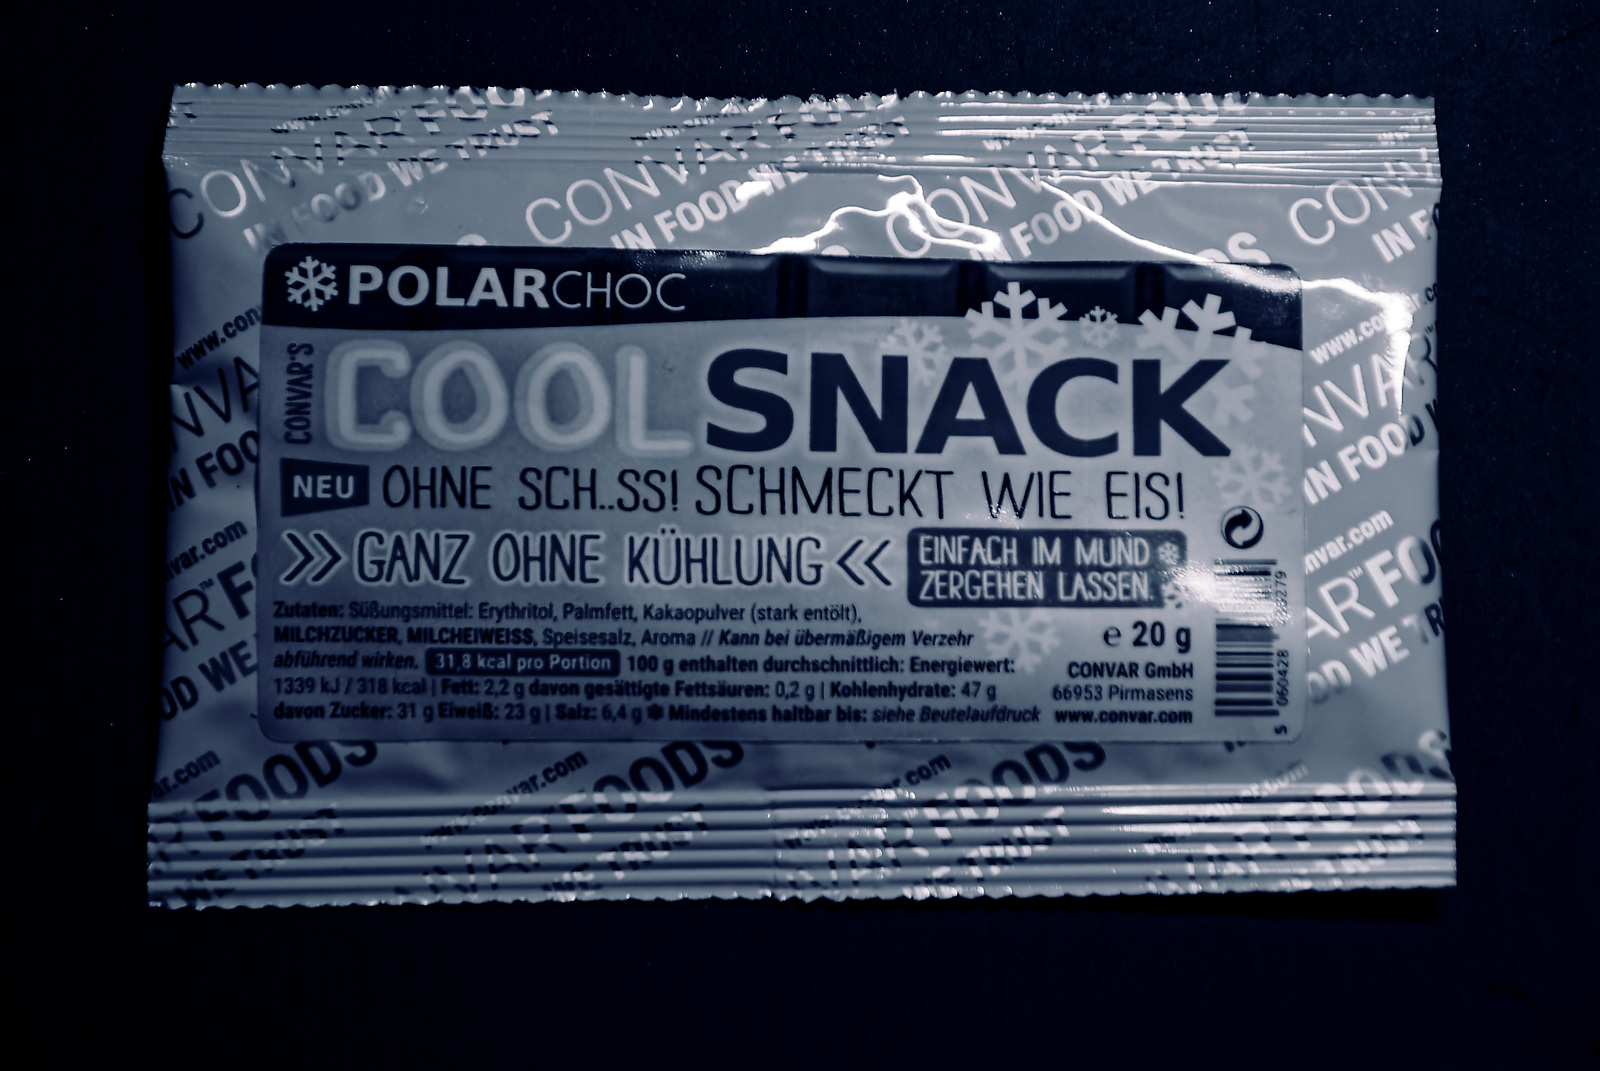 CONVAR FOODS
IN FOOD WE TRUST
www.convar.com
POLARCHOC
CONVAR'S
COOLSNACK
NEU OHNE SCH..SS! SCHMECKT WIE EIS!
>> GANZ OHNE KÜHLUNG <<
EINFACH IM MUND
ZERGEHEN LASSEN.
Zutaten: Süßungsmittel: Erythritol, Palmfett, Kakaopulver (stark entölt),
MILCHZUCKER, MILCHEIWEISS, Speisesalz, Aroma // Kann bei übermäßigem Verzehr
abführend wirken. 31,8 kcal pro Portion 100 g enthalten durchschnittlich: Energiewert:
1339 kJ / 318 kcal | Fett: 2,2 g davon gesättigte Fettsäuren: 0,2 g | Kohlenhydrate: 47 g
davon Zucker: 31 g Eiweiß: 23 g | Salz: 6,4 g Mindestens haltbar bis: siehe Beutelaufdruck
e 20 g
CONVAR GmbH
66953 Pirmasens
www.convar.com
5 060428